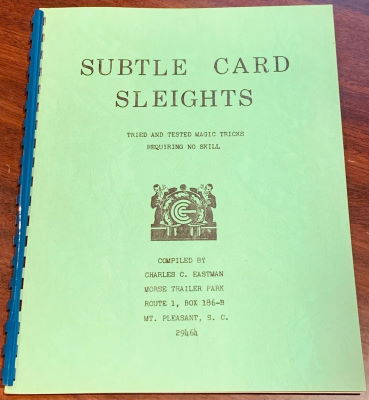 SUBTLE CARD
SLEIGHTS
TRIED AND TESTED MAGIC TRICKS
REQUIRING NO SKILL
COMPILED BY
CHARLES C. EASTMAN
MORSE TRAILER PARK
ROUTE 1, BOX 186-B
MT. PLEASANT, S. C.
29464